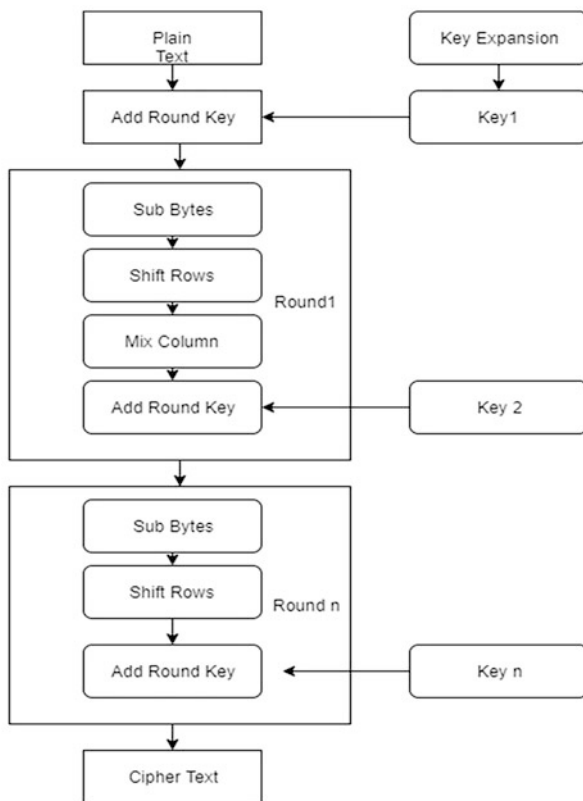 Plain
Text
Key Expansion
Add Round Key
Key1
Sub Bytes
Shift Rows
Round1
Mix Column
Add Round Key
Key 2
Sub Bytes
Shift Rows
Round n
Add Round Key
Key n
Cipher Text